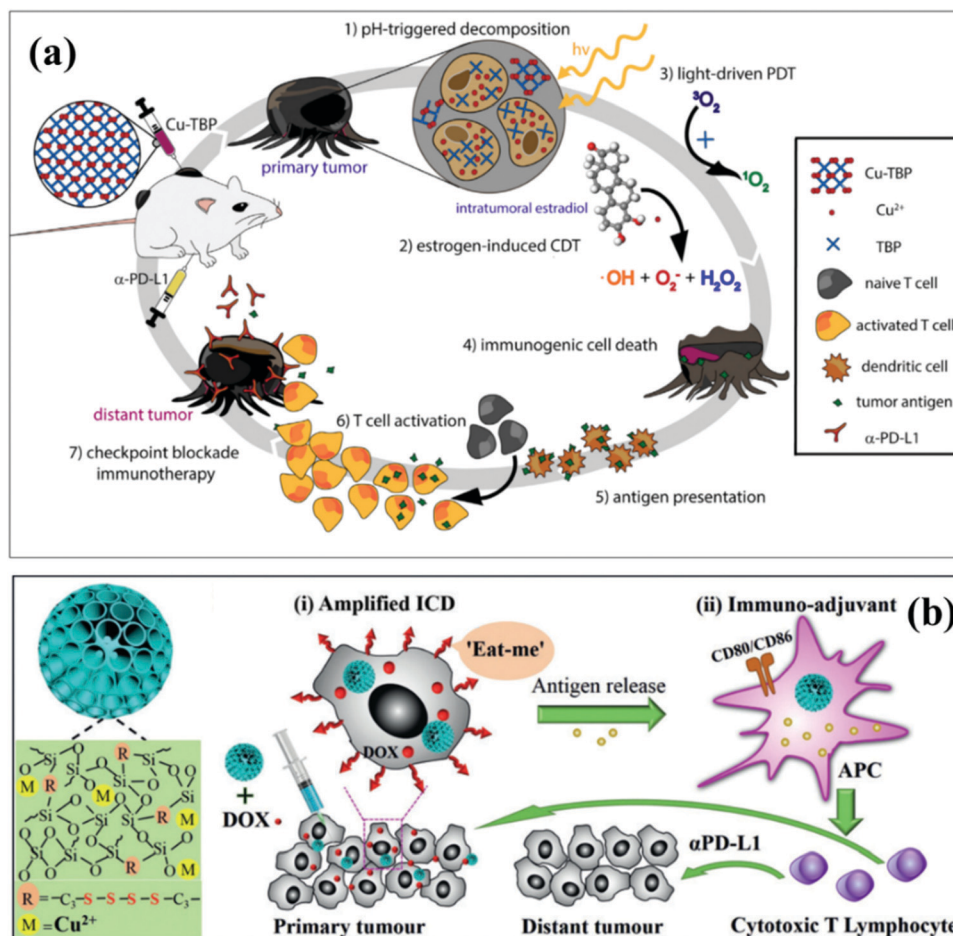 (a)
1) pH-triggered decomposition
hν
3) light-driven PDT
³O₂
+
¹O₂
Cu-TBP
primary tumor
intratumoral estradiol
2) estrogen-induced CDT
·OH + O₂⁻ + H₂O₂
α-PD-L1
4) immunogenic cell death
distant tumor
6) T cell activation
7) checkpoint blockade
immunotherapy
5) antigen presentation
Cu-TBP
Cu²⁺
TBP
naive T cell
activated T cell
dendritic cell
tumor antigen
α-PD-L1
(i) Amplified ICD
(ii) Immuno-adjuvant
(b)
'Eat-me'
CD80/CD86
Antigen release
DOX
APC
+
DOX
αPD-L1
Primary tumour
Distant tumour
Cytotoxic T Lymphocyte
R
Si
O
M
R =–C₃–S–S–S–S–C₃–
M =Cu²⁺